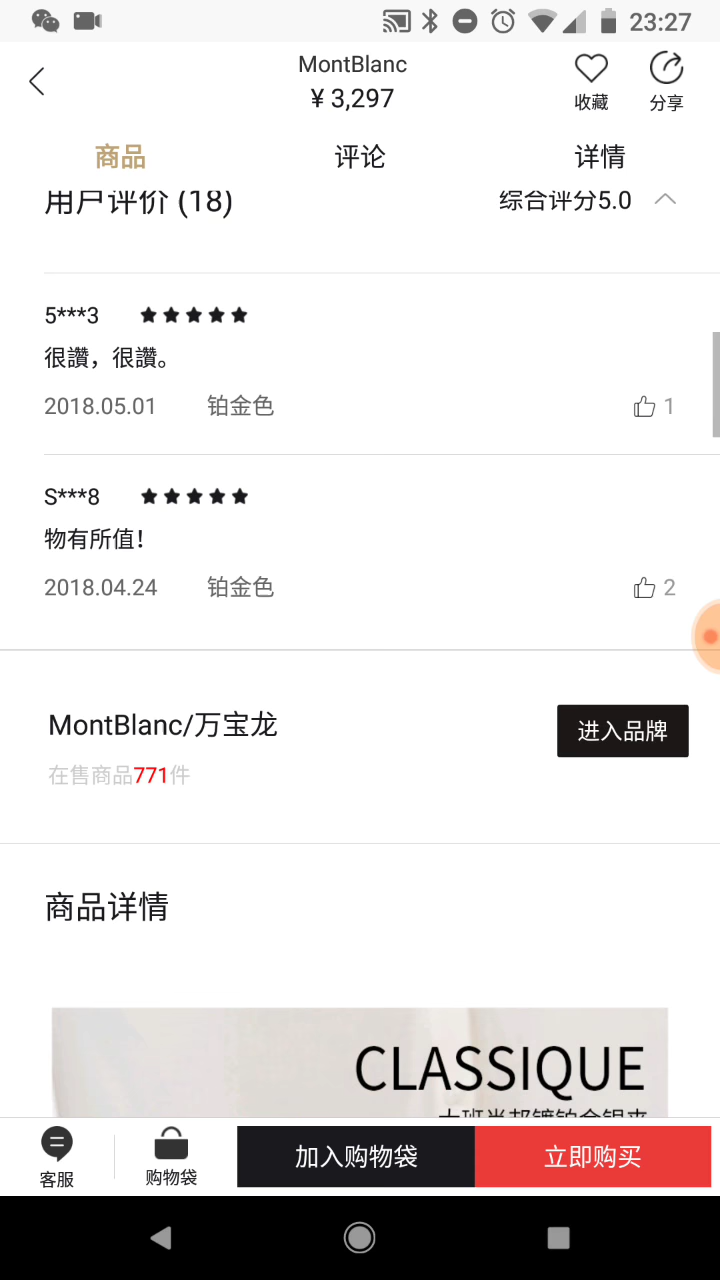 23:27
MontBlanc
¥ 3,297
收藏
分享
商品
评论
详情
用户评价 (18)
综合评分5.0
5***3
很讚，很讚。
2018.05.01 铂金色
1
S***8
物有所值！
2018.04.24 铂金色
2
MontBlanc/万宝龙
进入品牌
在售商品771件
商品详情
CLASSIQUE
客服
购物袋
加入购物袋
立即购买